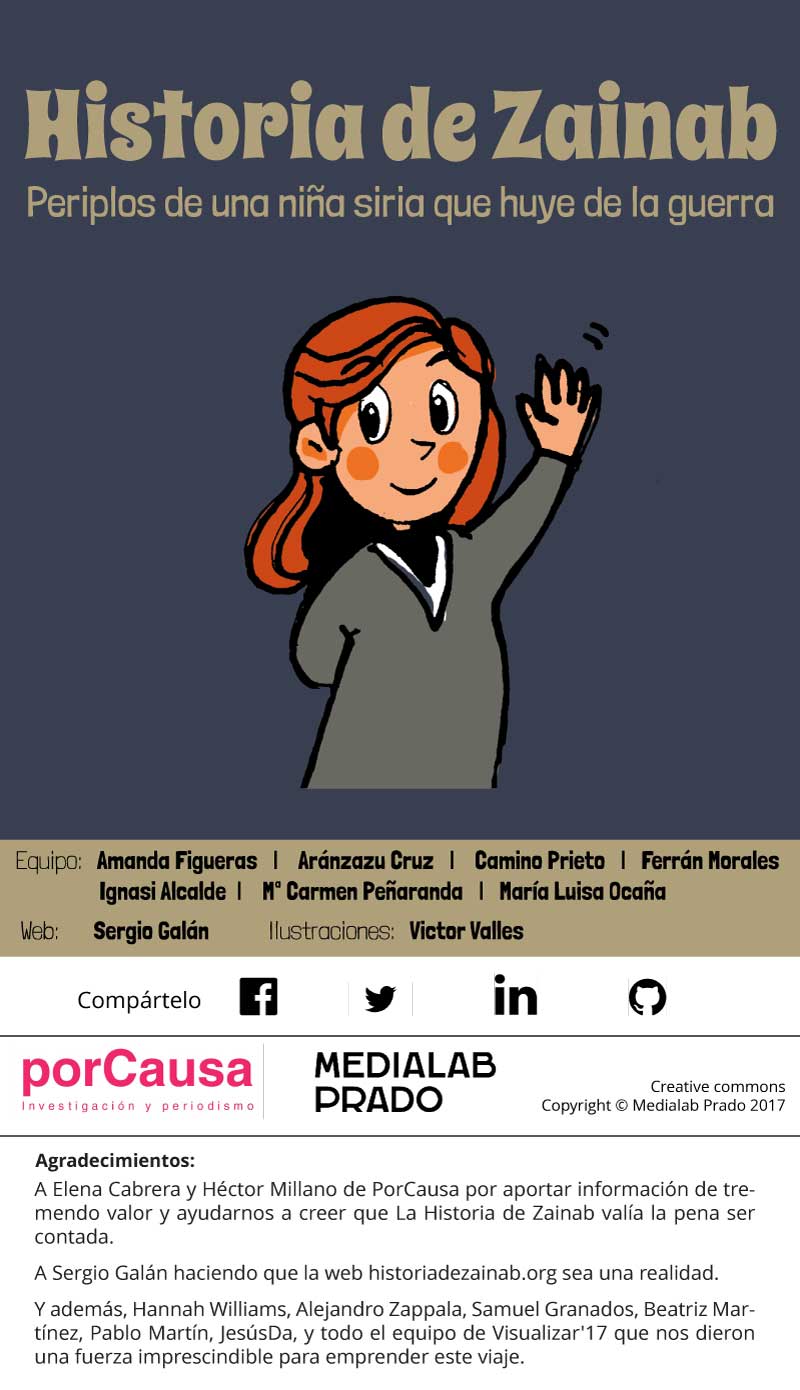 Historia de Zainab
Periplos de una niña siria que huye de la guerra
Equipo: Amanda Figueras | Aránzazu Cruz | Camino Prieto | Ferrán Morales
Ignasi Alcalde | Mª Carmen Peñaranda | María Luisa Ocaña
Web: Sergio Galán Ilustraciones: Victor Valles
Compártelo
porCausa
Investigación y periodismo
MEDIALAB
PRADO
Creative commons
Copyright © Medialab Prado 2017
Agradecimientos:
A Elena Cabrera y Héctor Millano de PorCausa por aportar información de tre-
mendo valor y ayudarnos a creer que La Historia de Zainab valía la pena ser
contada.
A Sergio Galán haciendo que la web historiadezainab.org sea una realidad.
Y además, Hannah Williams, Alejandro Zappala, Samuel Granados, Beatriz Mar-
tínez, Pablo Martín, JesúsDa, y todo el equipo de Visualizar'17 que nos dieron
una fuerza imprescindible para emprender este viaje.